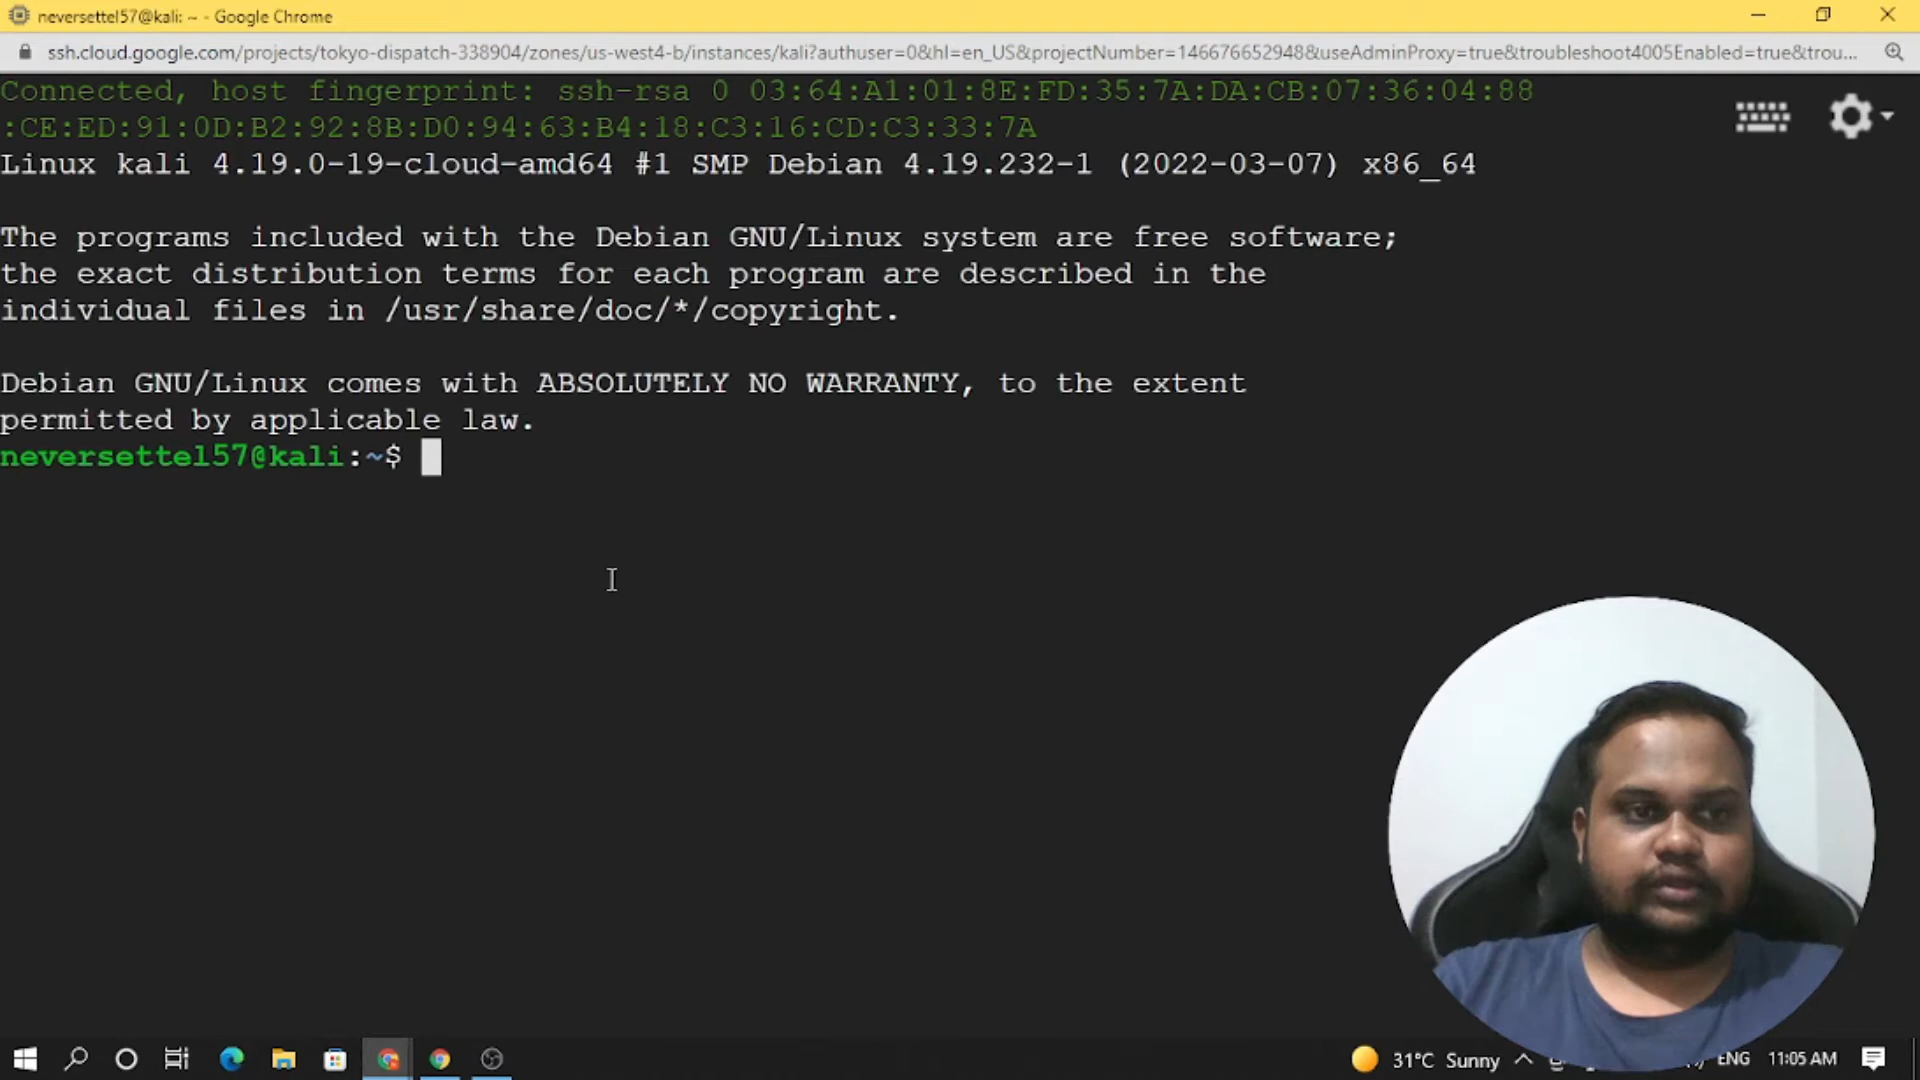 neversettel57@kali: ~ - Google Chrome
ssh.cloud.google.com/projects/tokyo-dispatch-338904/zones/us-west4-b/instances/kali?authuser=0&hl=en_US&projectNumber=146676652948&useAdminProxy=true&troubleshoot4005Enabled=true&trou...
Connected, host fingerprint: ssh-rsa 0 03:64:A1:01:8E:FD:35:7A:DA:CB:07:36:04:88
:CE:ED:91:0D:B2:92:8B:D0:94:63:B4:18:C3:16:CD:C3:33:7A
Linux kali 4.19.0-19-cloud-amd64 #1 SMP Debian 4.19.232-1 (2022-03-07) x86_64
The programs included with the Debian GNU/Linux system are free software;
the exact distribution terms for each program are described in the
individual files in /usr/share/doc/*/copyright.
Debian GNU/Linux comes with ABSOLUTELY NO WARRANTY, to the extent
permitted by applicable law.
neversettel57@kali:~$
31°C Sunny
ENG
11:05 AM